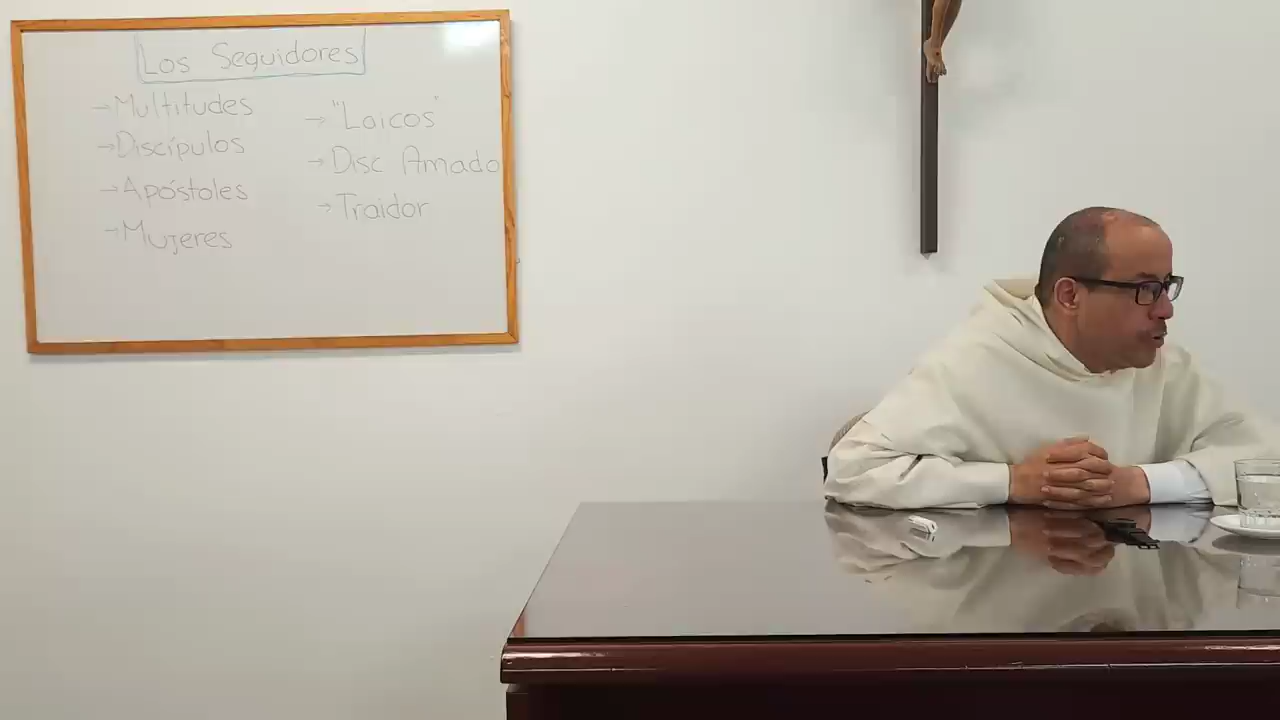 Los Seguidores
→Multitudes
→Discípulos
→Apóstoles
→Mujeres
→"Laicos"
→Disc Amado
→Traidor